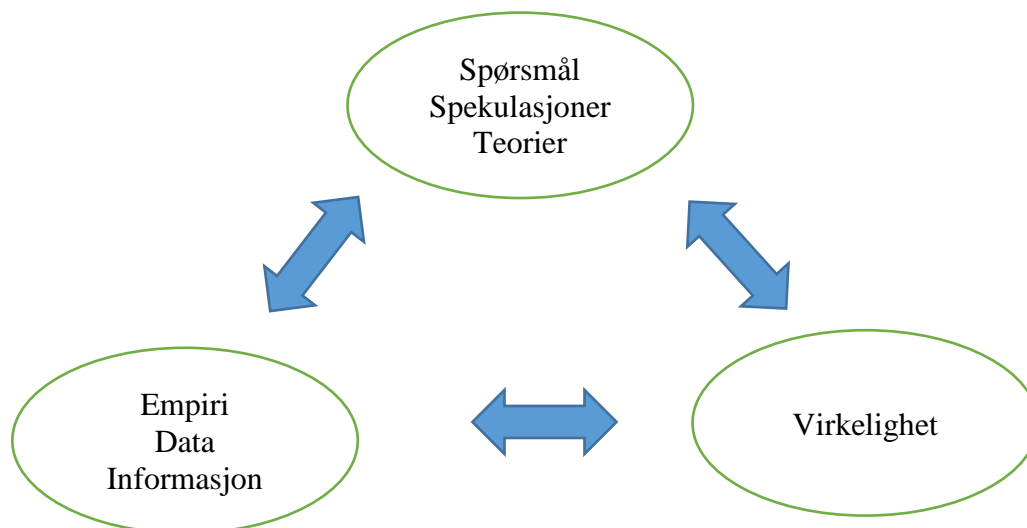 Spørsmål
Spekulasjoner
Teorier
Empiri
Data
Informasjon
Virkelighet